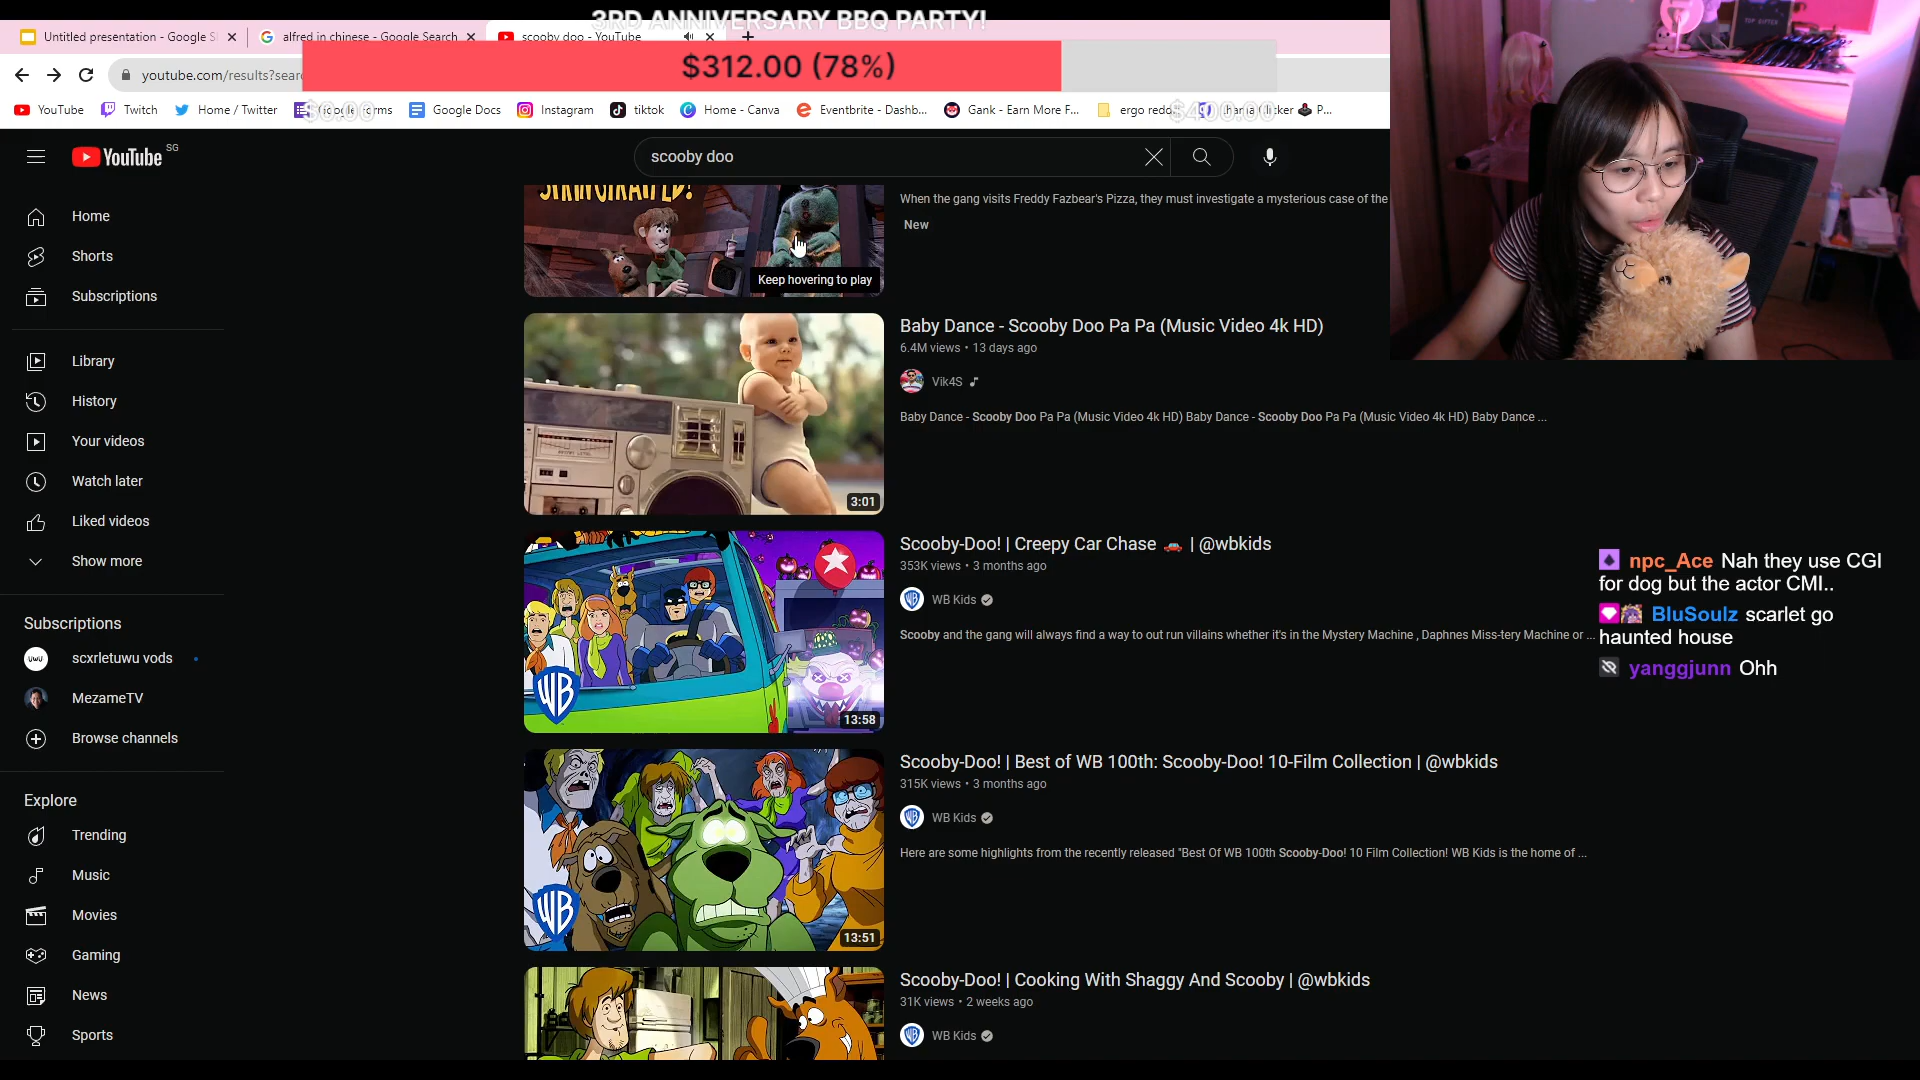 3RD ANNIVERSARY BBQ PARTY!
Untitled presentation - Google S
alfred in chinese - Google Search
scooby doo - YouTube
$312.00 (78%)
youtube.com/results?sear
YouTube
Twitch
Home / Twitter
Google Forms
Google Docs
Instagram
tiktok
Home - Canva
Eventbrite - Dashb...
Gank - Earn More F...
ergo redd
P...
$0.00
$400.00
YouTube SG
scooby doo
Home
Shorts
Subscriptions
Library
History
Your videos
Watch later
Liked videos
Show more
Subscriptions
UWU
scxrletuwu vods
MezameTV
Browse channels
Explore
Trending
Music
Movies
Gaming
News
Sports
When the gang visits Freddy Fazbear's Pizza, they must investigate a mysterious case of the
New
Keep hovering to play
Baby Dance - Scooby Doo Pa Pa (Music Video 4k HD)
6.4M views • 13 days ago
Vik4S
Baby Dance - Scooby Doo Pa Pa (Music Video 4k HD) Baby Dance - Scooby Doo Pa Pa (Music Video 4k HD) Baby Dance ...
3:01
Scooby-Doo! | Creepy Car Chase 🚗 | @wbkids
353K views • 3 months ago
WB Kids
Scooby and the gang will always find a way to out run villains whether it's in the Mystery Machine , Daphnes Miss-tery Machine or ...
WB
13:58
Scooby-Doo! | Best of WB 100th: Scooby-Doo! 10-Film Collection | @wbkids
315K views • 3 months ago
WB Kids
Here are some highlights from the recently released "Best Of WB 100th Scooby-Doo! 10 Film Collection! WB Kids is the home of ...
WB
13:51
Scooby-Doo! | Cooking With Shaggy And Scooby | @wbkids
31K views • 2 weeks ago
WB Kids
npc_Ace Nah they use CGI
for dog but the actor CMI..
BluSoulz scarlet go
haunted house
yanggjunn Ohh